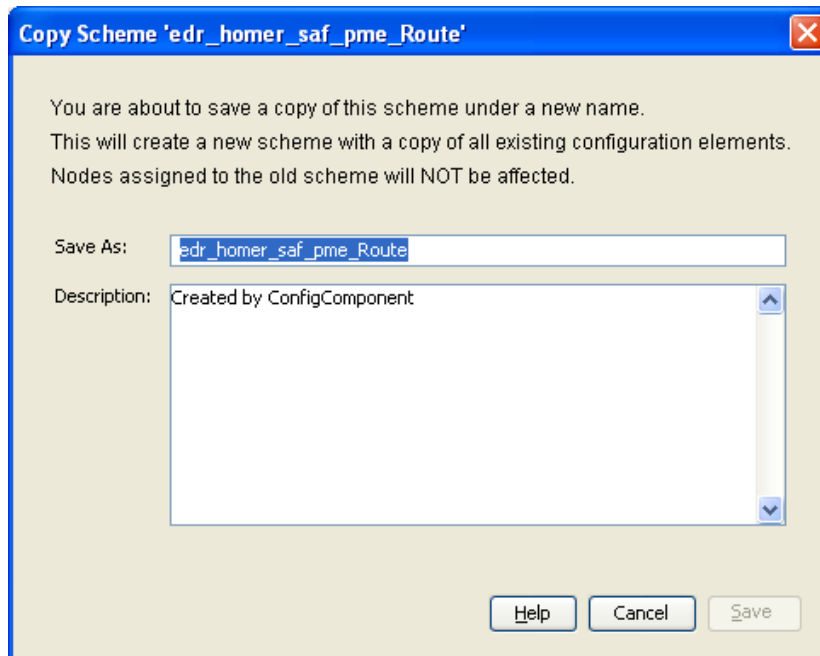 Copy Scheme 'edr_homer_saf_pme_Route'
You are about to save a copy of this scheme under a new name.
This will create a new scheme with a copy of all existing configuration elements.
Nodes assigned to the old scheme will NOT be affected.
Save As: edr_homer_saf_pme_Route
Description: Created by ConfigComponent
Help Cancel Save